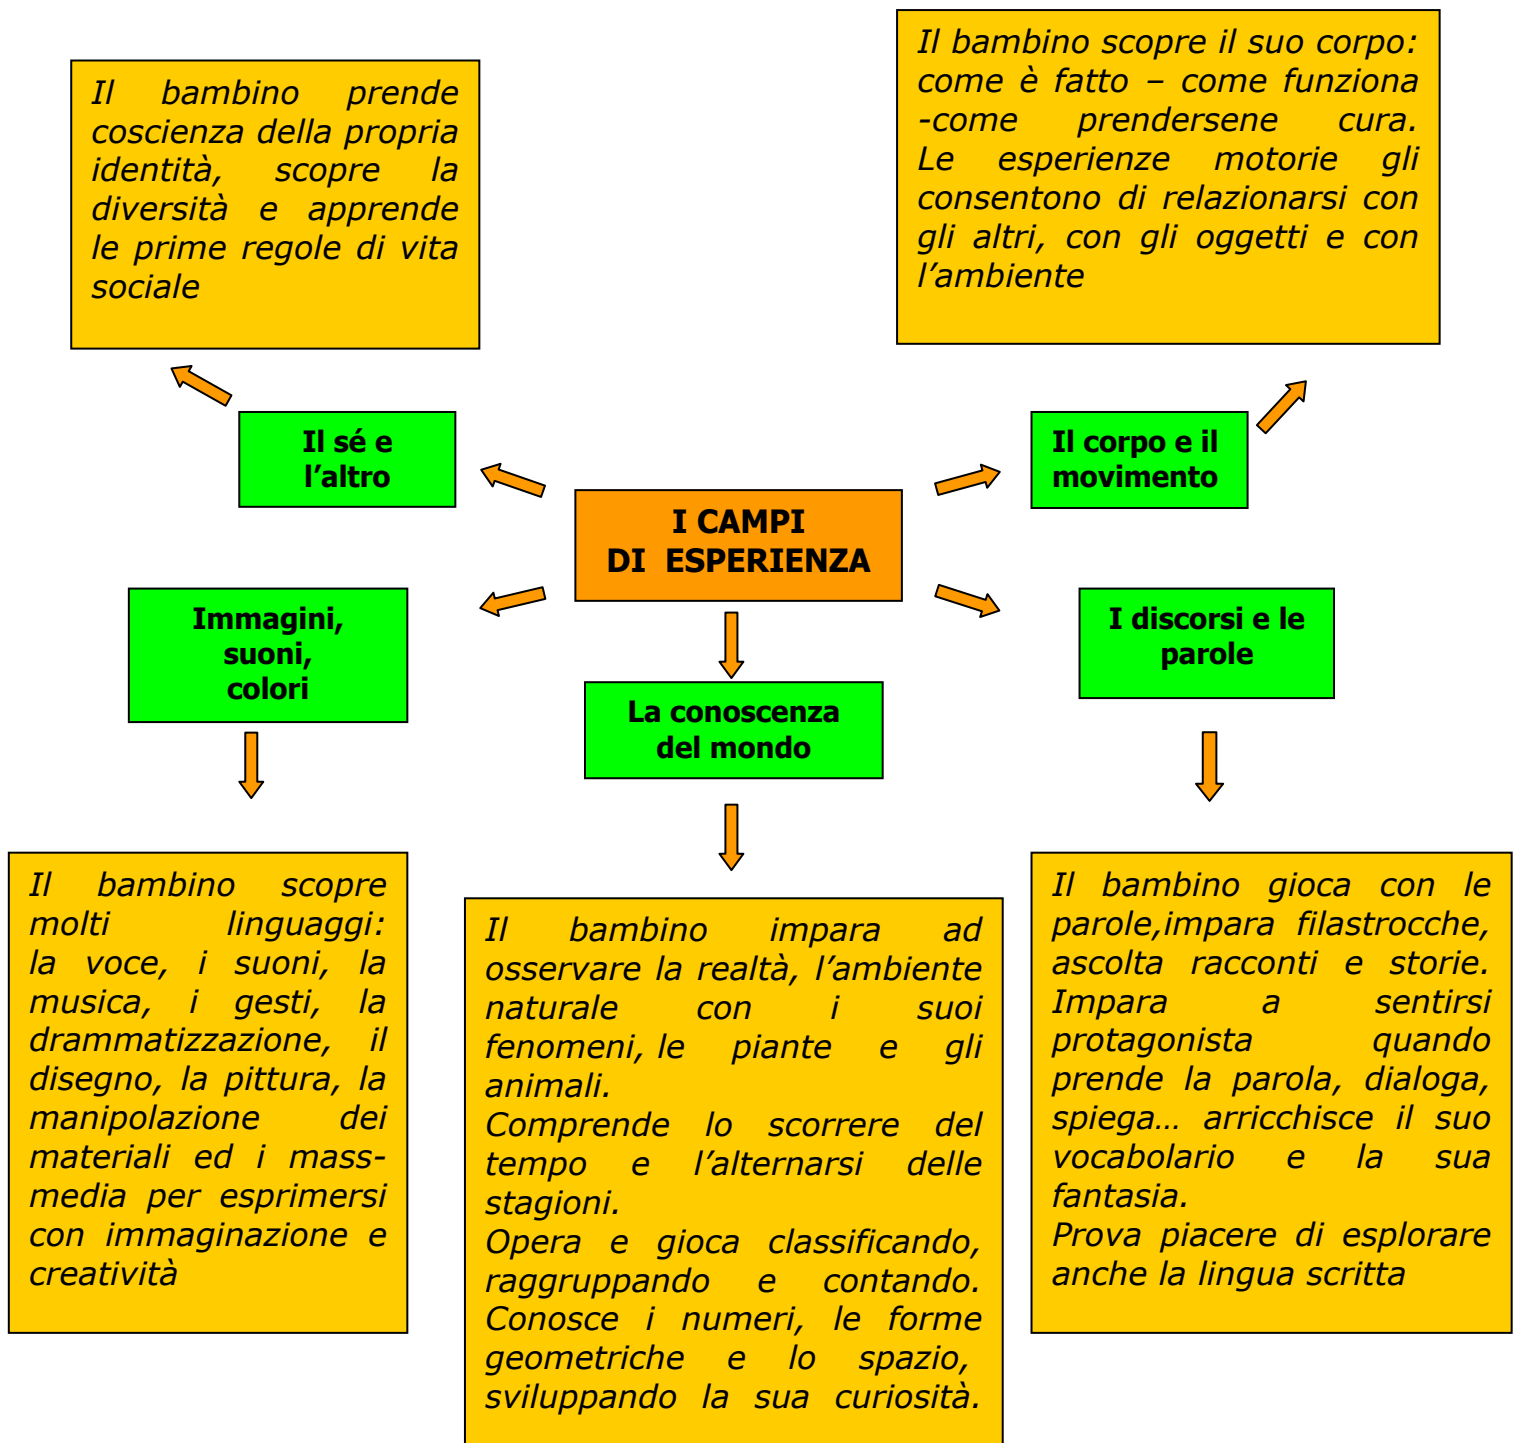 Il bambino prende
coscienza della propria
identità, scopre la
diversità e apprende
le prime regole di vita
sociale
Il bambino scopre il suo corpo:
come è fatto – come funziona
-come prendersene cura.
Le esperienze motorie gli
consentono di relazionarsi con
gli altri, con gli oggetti e con
l’ambiente
Il sé e
l’altro
Il corpo e il
movimento
I CAMPI
DI ESPERIENZA
Immagini,
suoni,
colori
I discorsi e le
parole
La conoscenza
del mondo
Il bambino scopre
molti linguaggi:
la voce, i suoni, la
musica, i gesti, la
drammatizzazione, il
disegno, la pittura, la
manipolazione dei
materiali ed i mass-
media per esprimersi
con immaginazione e
creatività
Il bambino impara ad
osservare la realtà, l’ambiente
naturale con i suoi
fenomeni, le piante e gli
animali.
Comprende lo scorrere del
tempo e l’alternarsi delle
stagioni.
Opera e gioca classificando,
raggruppando e contando.
Conosce i numeri, le forme
geometriche e lo spazio,
sviluppando la sua curiosità.
Il bambino gioca con le
parole,impara filastrocche,
ascolta racconti e storie.
Impara a sentirsi
protagonista quando
prende la parola, dialoga,
spiega… arricchisce il suo
vocabolario e la sua
fantasia.
Prova piacere di esplorare
anche la lingua scritta